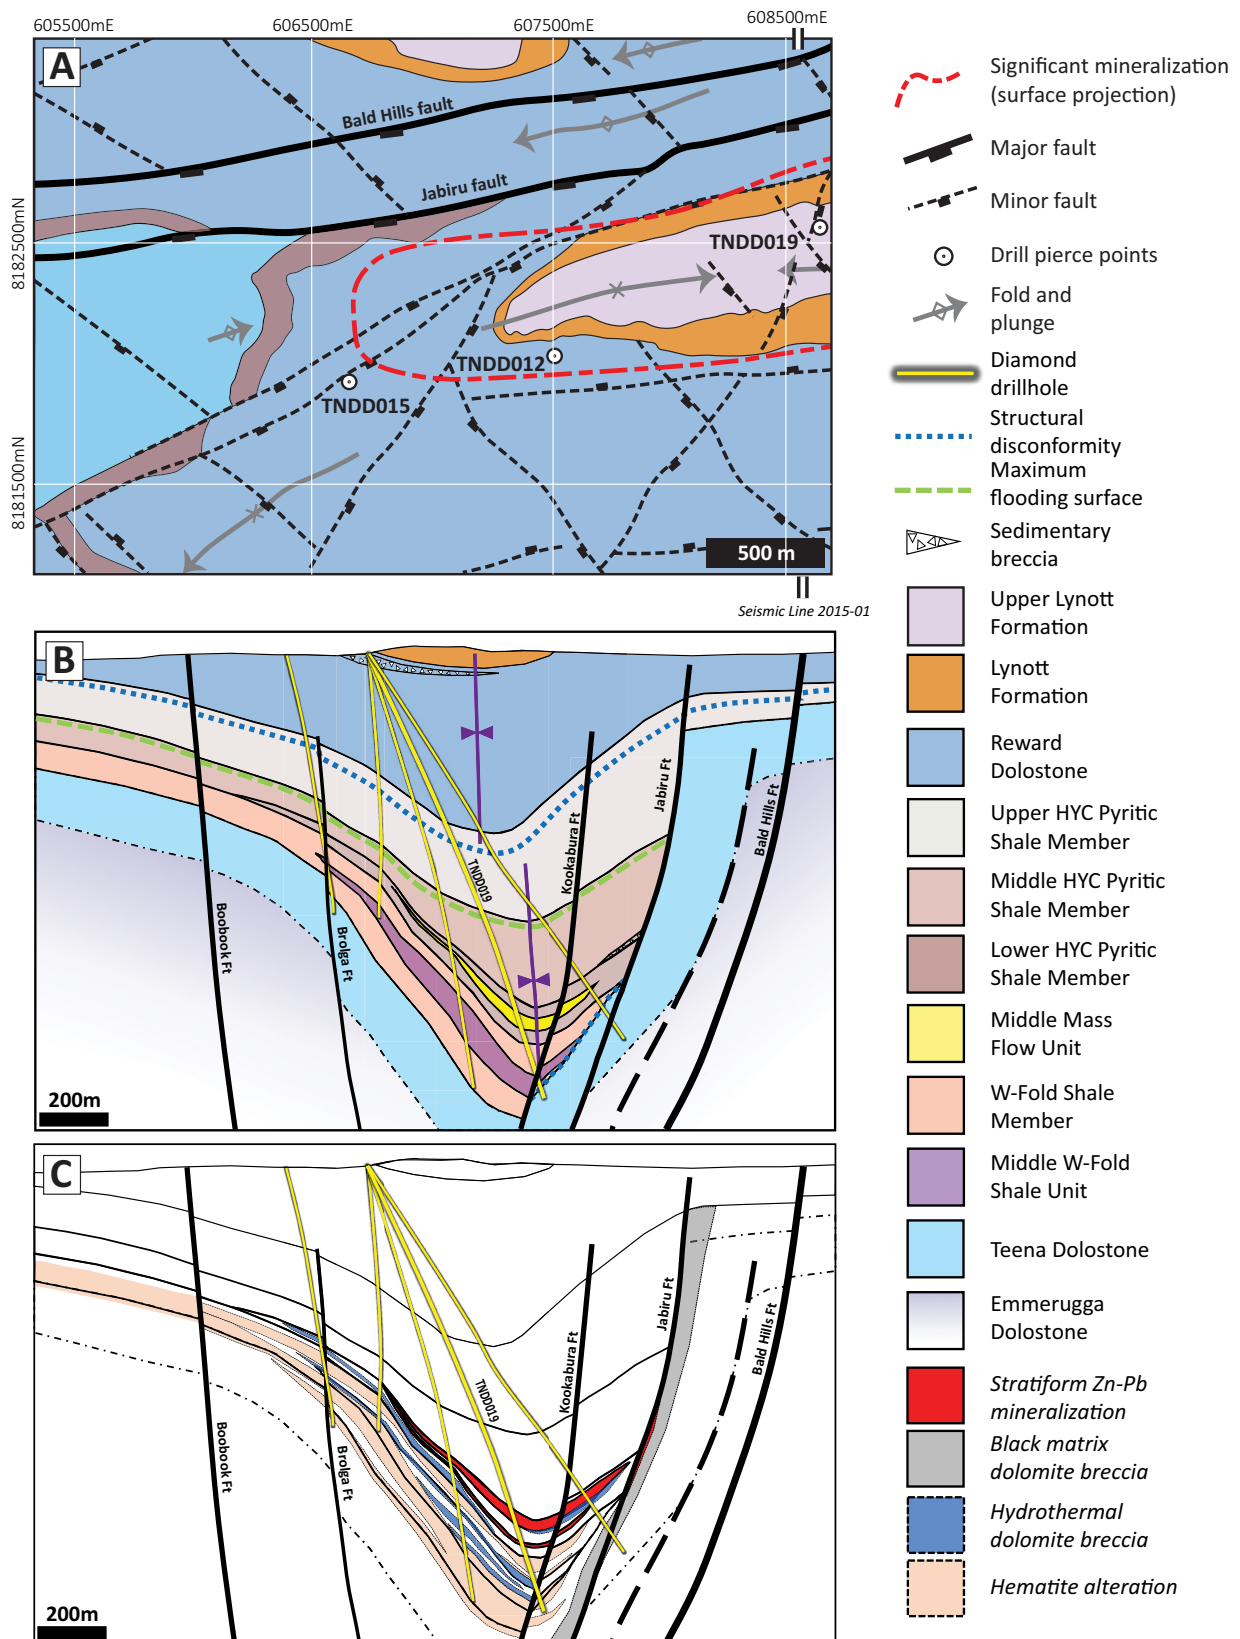 605500mE
606500mE
607500mE
608500mE
A
Bald Hills fault
Jabiru fault
8182500mN
TNDD019
TNDD012
TNDD015
8181500mN
500 m
Seismic Line 2015-01
B
TNDD019
Kookabura Ft
Jabiru Ft
Bald Hills Ft
Boobook Ft
Brolga Ft
200m
C
TNDD019
Kookabura Ft
Jabiru Ft
Bald Hills Ft
Boobook Ft
Brolga Ft
200m
Significant mineralization
(surface projection)
Major fault
Minor fault
Drill pierce points
Fold and
plunge
Diamond
drillhole
Structural
disconformity
Maximum
flooding surface
Sedimentary
breccia
Upper Lynott
Formation
Lynott
Formation
Reward
Dolostone
Upper HYC Pyritic
Shale Member
Middle HYC Pyritic
Shale Member
Lower HYC Pyritic
Shale Member
Middle Mass
Flow Unit
W-Fold Shale
Member
Middle W-Fold
Shale Unit
Teena Dolostone
Emmerugga
Dolostone
Stratiform Zn-Pb
mineralization
Black matrix
dolomite breccia
Hydrothermal
dolomite breccia
Hematite alteration